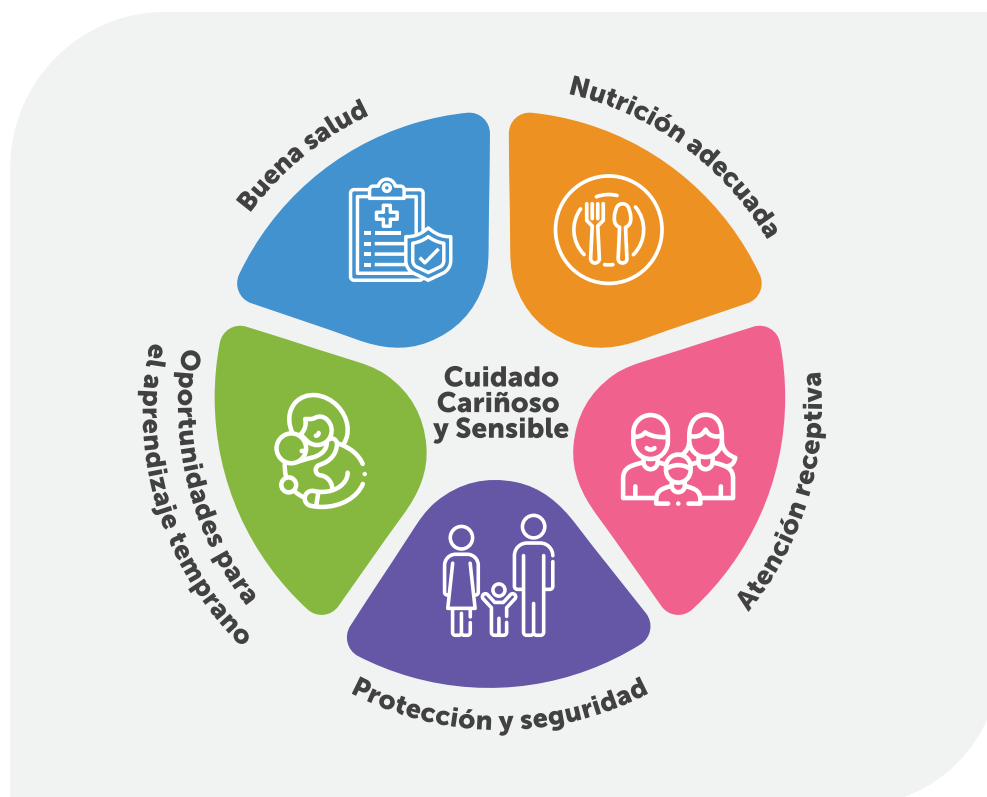 Buena salud
Nutrición adecuada
Oportunidades para
el aprendizaje temprano
Cuidado
Cariñoso
y Sensible
Atención receptiva
Protección y seguridad